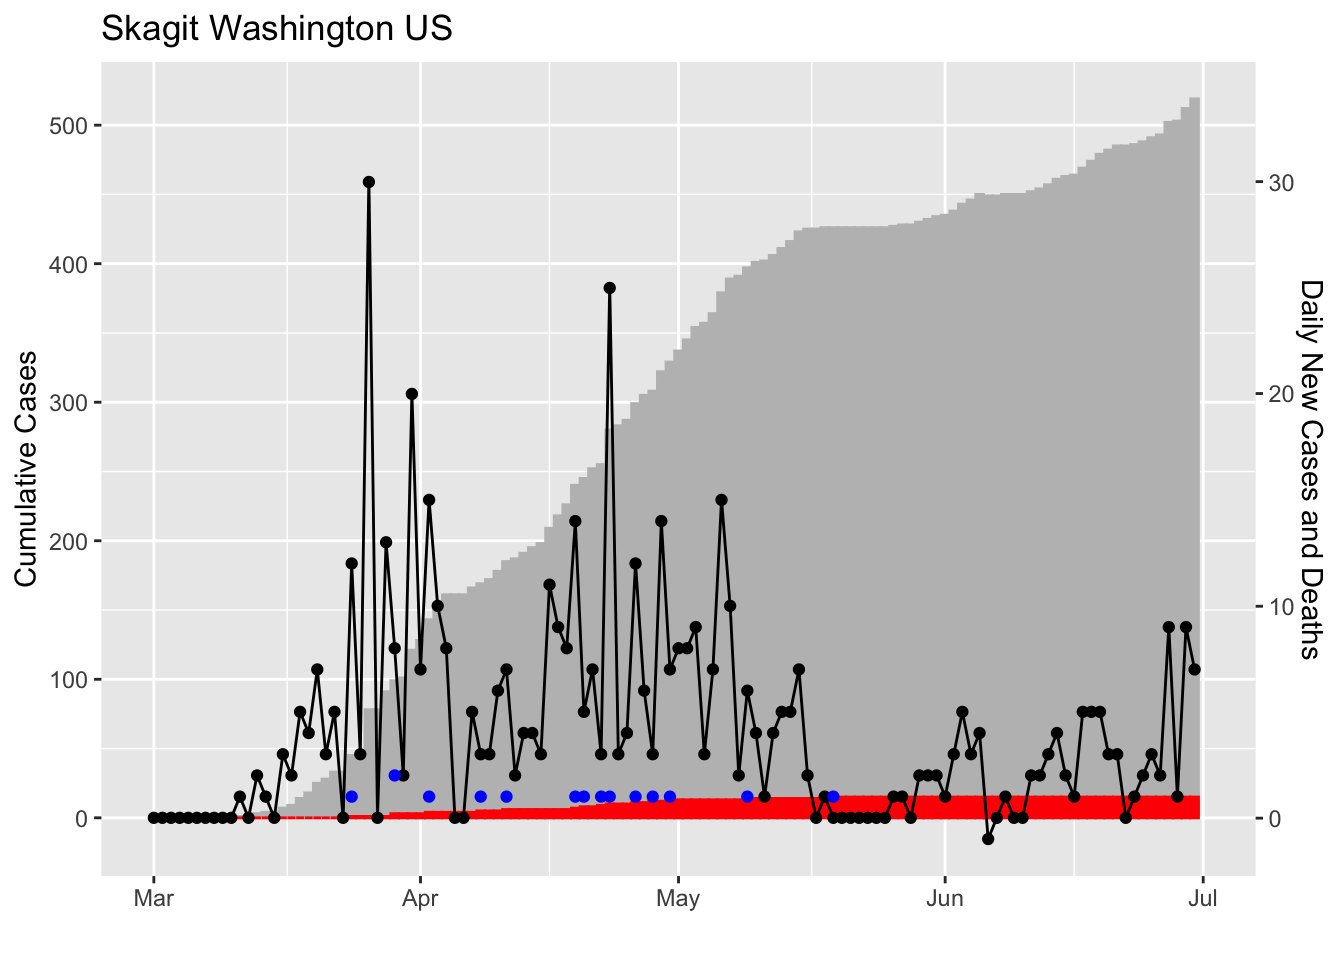 Skagit Washington US
Cumulative Cases
500
400
300
200
100
0
30
20
10
0
Daily New Cases and Deaths
Mar
Apr
May
Jun
Jul